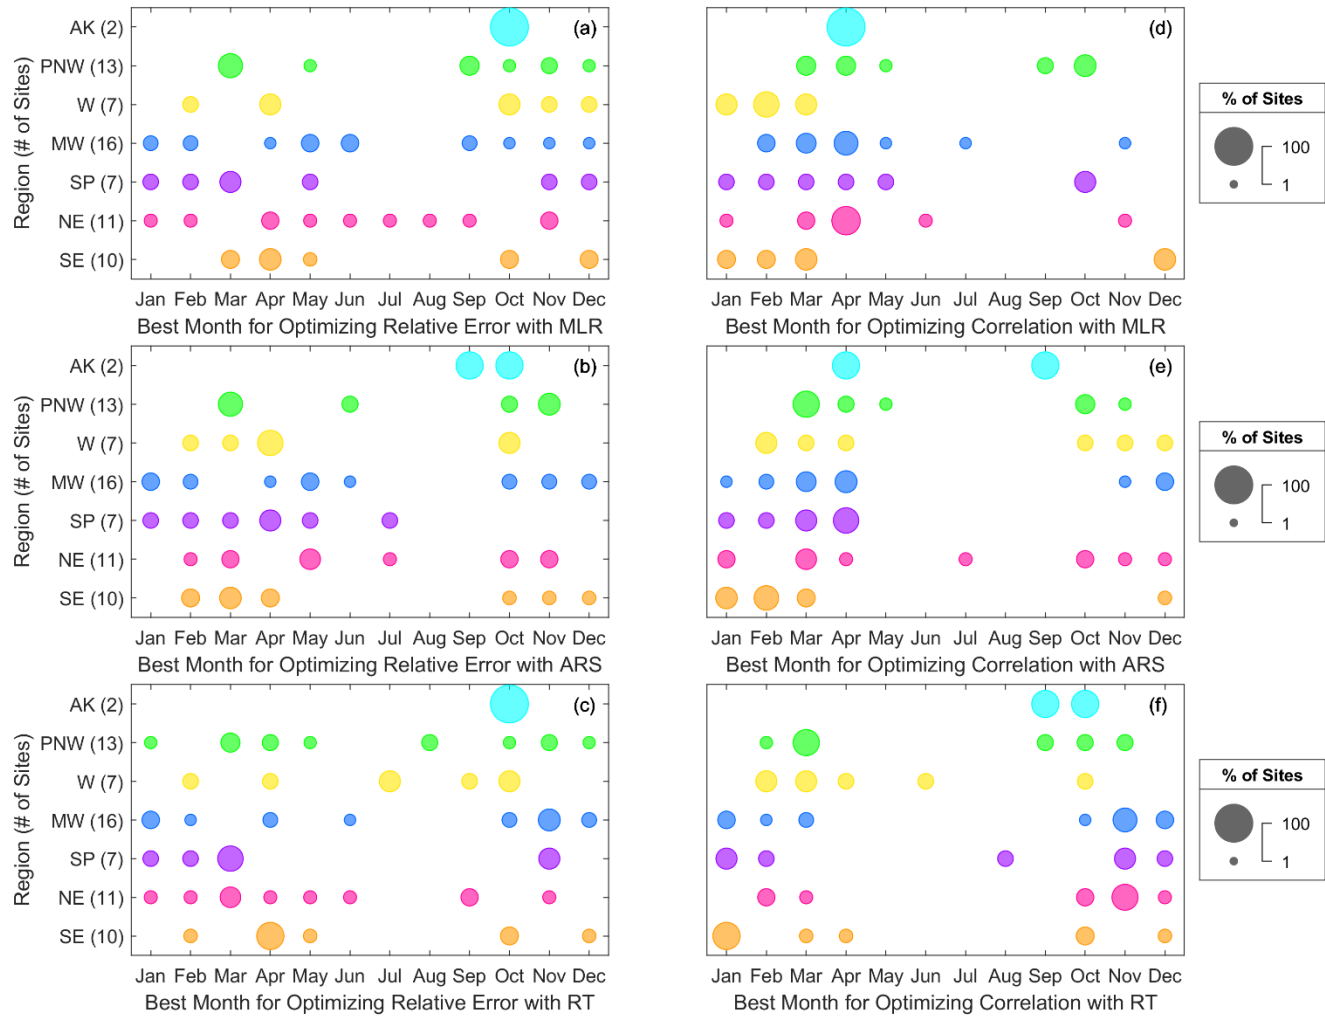 Region (# of Sites)
AK (2)
PNW (13)
W (7)
MW (16)
SP (7)
NE (11)
SE (10)
(a)
Jan Feb Mar Apr May Jun Jul Aug Sep Oct Nov Dec
Best Month for Optimizing Relative Error with MLR
(d)
Jan Feb Mar Apr May Jun Jul Aug Sep Oct Nov Dec
Best Month for Optimizing Correlation with MLR
% of Sites
100
1
Region (# of Sites)
AK (2)
PNW (13)
W (7)
MW (16)
SP (7)
NE (11)
SE (10)
(b)
Jan Feb Mar Apr May Jun Jul Aug Sep Oct Nov Dec
Best Month for Optimizing Relative Error with ARS
(e)
Jan Feb Mar Apr May Jun Jul Aug Sep Oct Nov Dec
Best Month for Optimizing Correlation with ARS
% of Sites
100
1
Region (# of Sites)
AK (2)
PNW (13)
W (7)
MW (16)
SP (7)
NE (11)
SE (10)
(c)
Jan Feb Mar Apr May Jun Jul Aug Sep Oct Nov Dec
Best Month for Optimizing Relative Error with RT
(f)
Jan Feb Mar Apr May Jun Jul Aug Sep Oct Nov Dec
Best Month for Optimizing Correlation with RT
% of Sites
100
1